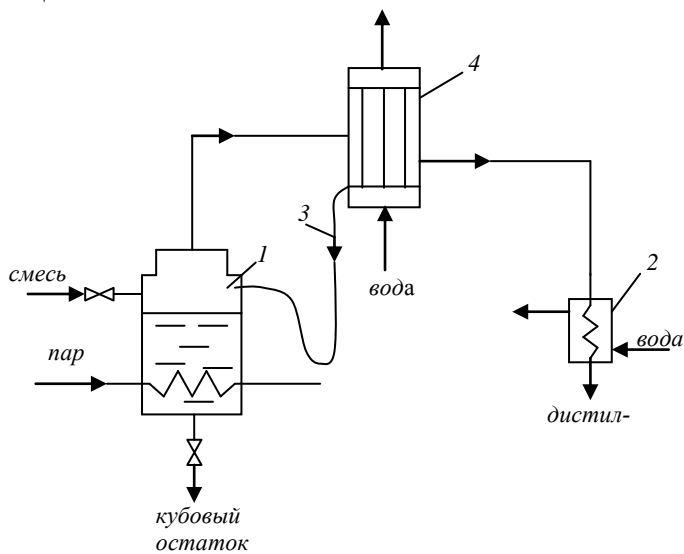 4
3
1
смесь
вода
2
вода
пар
дистил-
кубовый
остаток